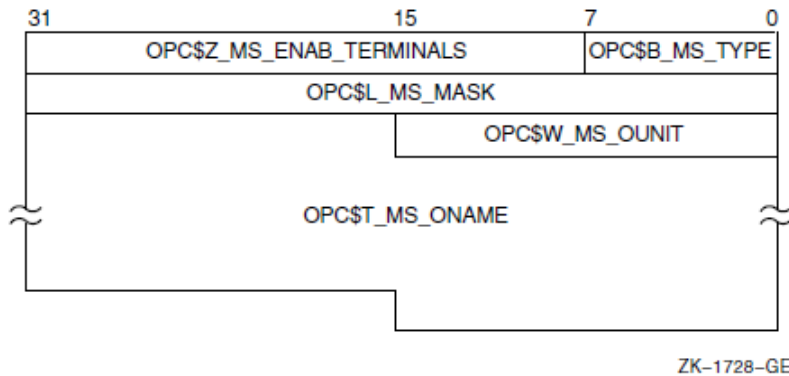 31 15 7 0
OPC$Z_MS_ENAB_TERMINALS OPC$B_MS_TYPE
OPC$L_MS_MASK
OPC$W_MS_OUNIT
OPC$T_MS_ONAME
ZK–1728–GE